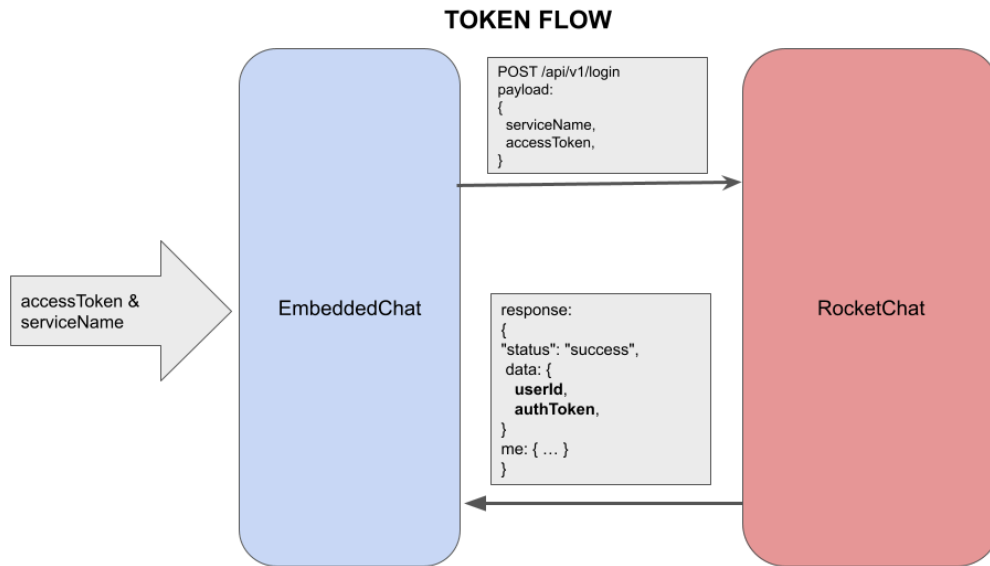 TOKEN FLOW
POST /api/v1/login
payload:
{
serviceName,
accessToken,
}
accessToken &
serviceName
EmbeddedChat
RocketChat
response:
{
"status": "success",
data: {
userId,
authToken,
}
me: { … }
}